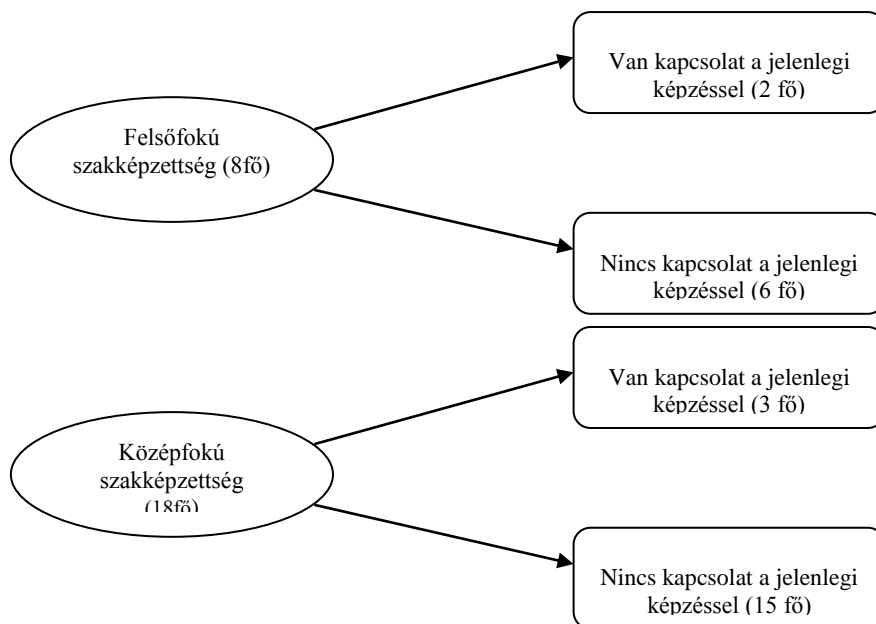 Van kapcsolat a jelenlegi
képzéssel (2 fő)
Felsőfokú
szakképzettség (8fő)
Nincs kapcsolat a jelenlegi
képzéssel (6 fő)
Van kapcsolat a jelenlegi
képzéssel (3 fő)
Középfokú
szakképzettség
(18fő)
Nincs kapcsolat a jelenlegi
képzéssel (15 fő)